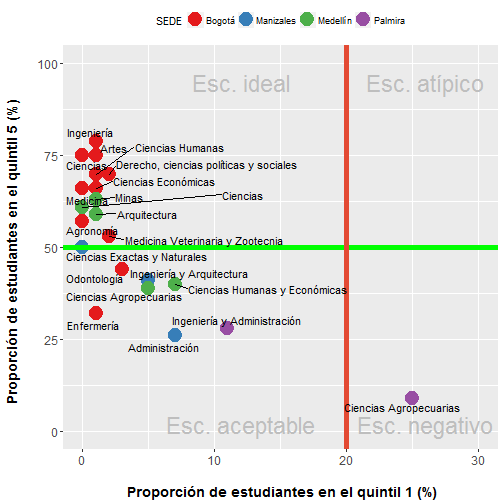 SEDE Bogotá Manizales Medellín Palmira
Proporción de estudiantes en el quintil 5 (%)
100
75
50
25
0
Esc. ideal
Esc. atípico
Ingeniería
Artes
Ciencias Humanas
Ciencias
Derecho, ciencias políticas y sociales
Ciencias Económicas
Medicina
Minas
Ciencias
Arquitectura
Agronomía
Medicina Veterinaria y Zootecnia
Ciencias Exactas y Naturales
Odontología
Ingeniería y Arquitectura
Ciencias Humanas y Económicas
Ciencias Agropecuarias
Enfermería
Ingeniería y Administración
Administración
Ciencias Agropecuarias
Esc. aceptable
Esc. negativo
0
10
20
30
Proporción de estudiantes en el quintil 1 (%)